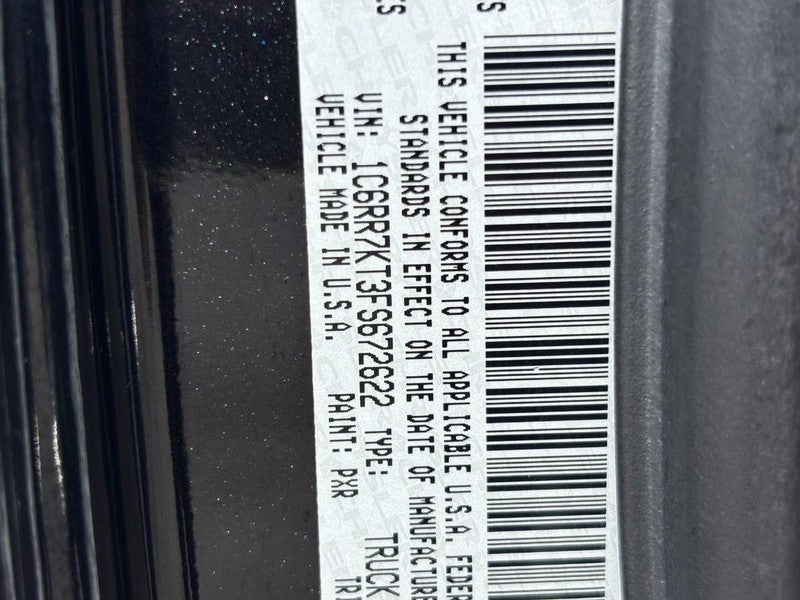 THIS VEHICLE CONFORMS TO ALL APPLICABLE U.S.A. FEDER
STANDARDS IN EFFECT ON THE DATE OF MANUFACTURE
VIN: 1C6RR7KT3FS672622 TYPE: TRUCK
VEHICLE MADE IN U.S.A. PAINT: PXR